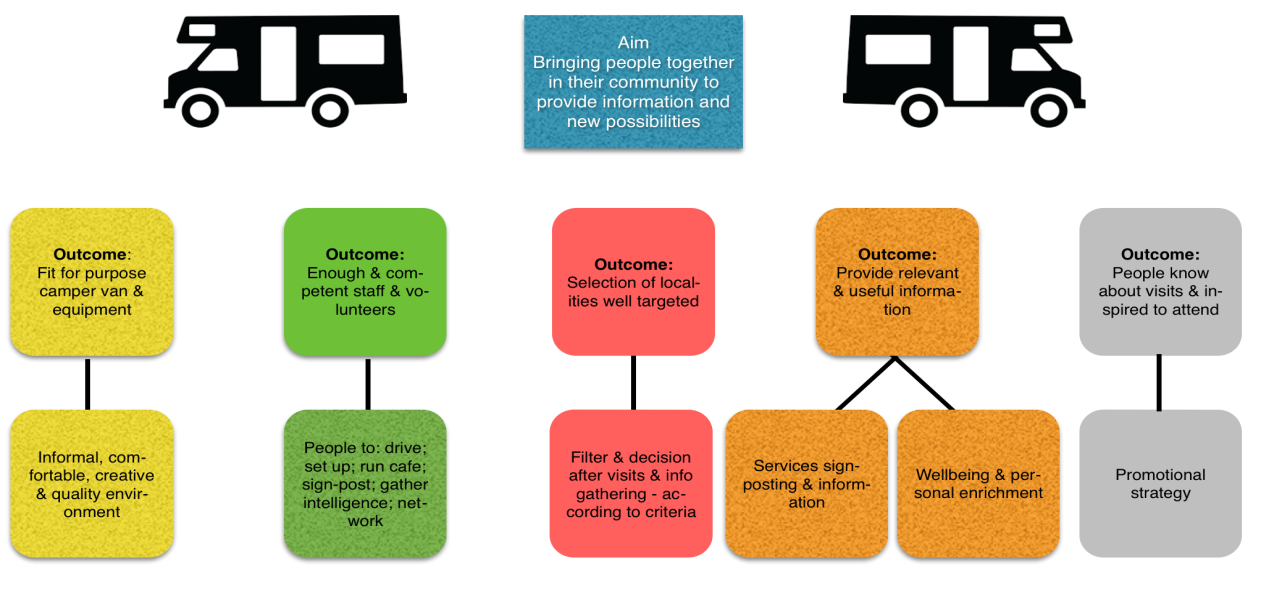 Aim
Bringing people together
in their community to
provide information and
new possibilities
Outcome:
Fit for purpose
camper van &
equipment
Outcome:
Enough & com-
petent staff & vo-
lunteers
Outcome:
Selection of local-
ities well targeted
Outcome:
Provide relevant
& useful informa-
tion
Outcome:
People know
about visits & in-
spired to attend
Informal, com-
fortable, creative
& quality envir-
onment
People to: drive;
set up; run cafe;
sign-post; gather
intelligence; net-
work
Filter & decision
after visits & info
gathering - ac-
cording to criteria
Services sign-
posting & inform-
ation
Wellbeing & per-
sonal enrichment
Promotional
strategy